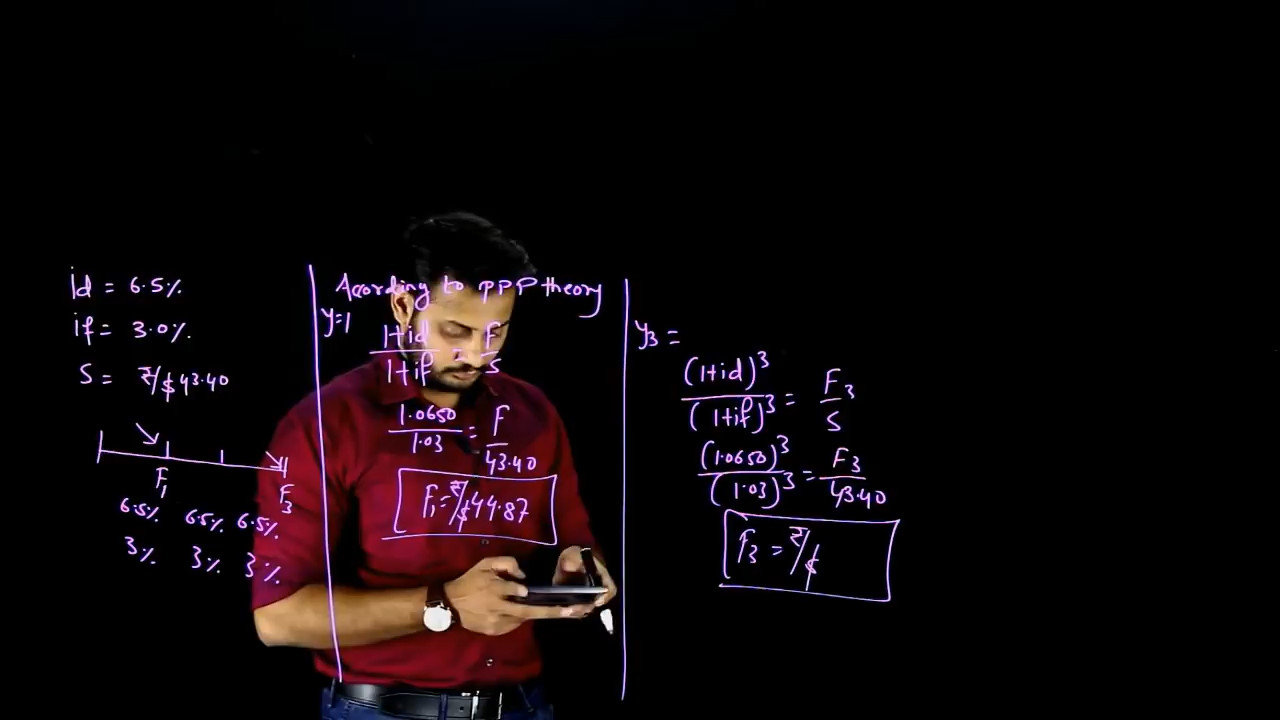 id = 6.5%
if = 3.0%
S = ₹/$ 43.40
F1
F3
6.5% 6.5% 6.5%
3% 3% 3%
According to PPP theory
y=1
1+id / 1+if = F / S
1.0650 / 1.03 = F / 43.40
F1 = ₹/$ 44.87
y3 =
(1+id)^3 / (1+if)^3 = F3 / S
(1.0650)^3 / (1.03)^3 = F3 / 43.40
F3 = ₹/$